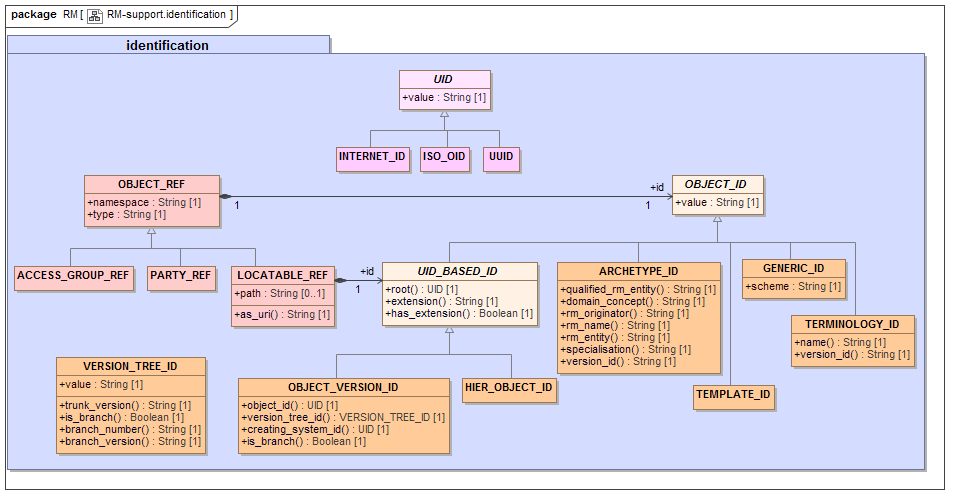 package RM [ RM-support.identification ]
identification
UID
+value : String [1]
INTERNET_ID
ISO_OID
UUID
OBJECT_REF
+namespace : String [1]
+type : String [1]
1
+id
1
OBJECT_ID
+value : String [1]
ACCESS_GROUP_REF
PARTY_REF
LOCATABLE_REF
+path : String [0..1]
+as_uri() : String [1]
+id
1
UID_BASED_ID
+root() : UID [1]
+extension() : String [1]
+has_extension() : Boolean [1]
ARCHETYPE_ID
+qualified_rm_entity() : String [1]
+domain_concept() : String [1]
+rm_originator() : String [1]
+rm_name() : String [1]
+rm_entity() : String [1]
+specialisation() : String [1]
+version_id() : String [1]
GENERIC_ID
+scheme : String [1]
TERMINOLOGY_ID
+name() : String [1]
+version_id() : String [1]
VERSION_TREE_ID
+value : String [1]
+trunk_version() : String [1]
+is_branch() : Boolean [1]
+branch_number() : String [1]
+branch_version() : String [1]
OBJECT_VERSION_ID
+object_id() : UID [1]
+version_tree_id() : VERSION_TREE_ID [1]
+creating_system_id() : UID [1]
+is_branch() : Boolean [1]
HIER_OBJECT_ID
TEMPLATE_ID